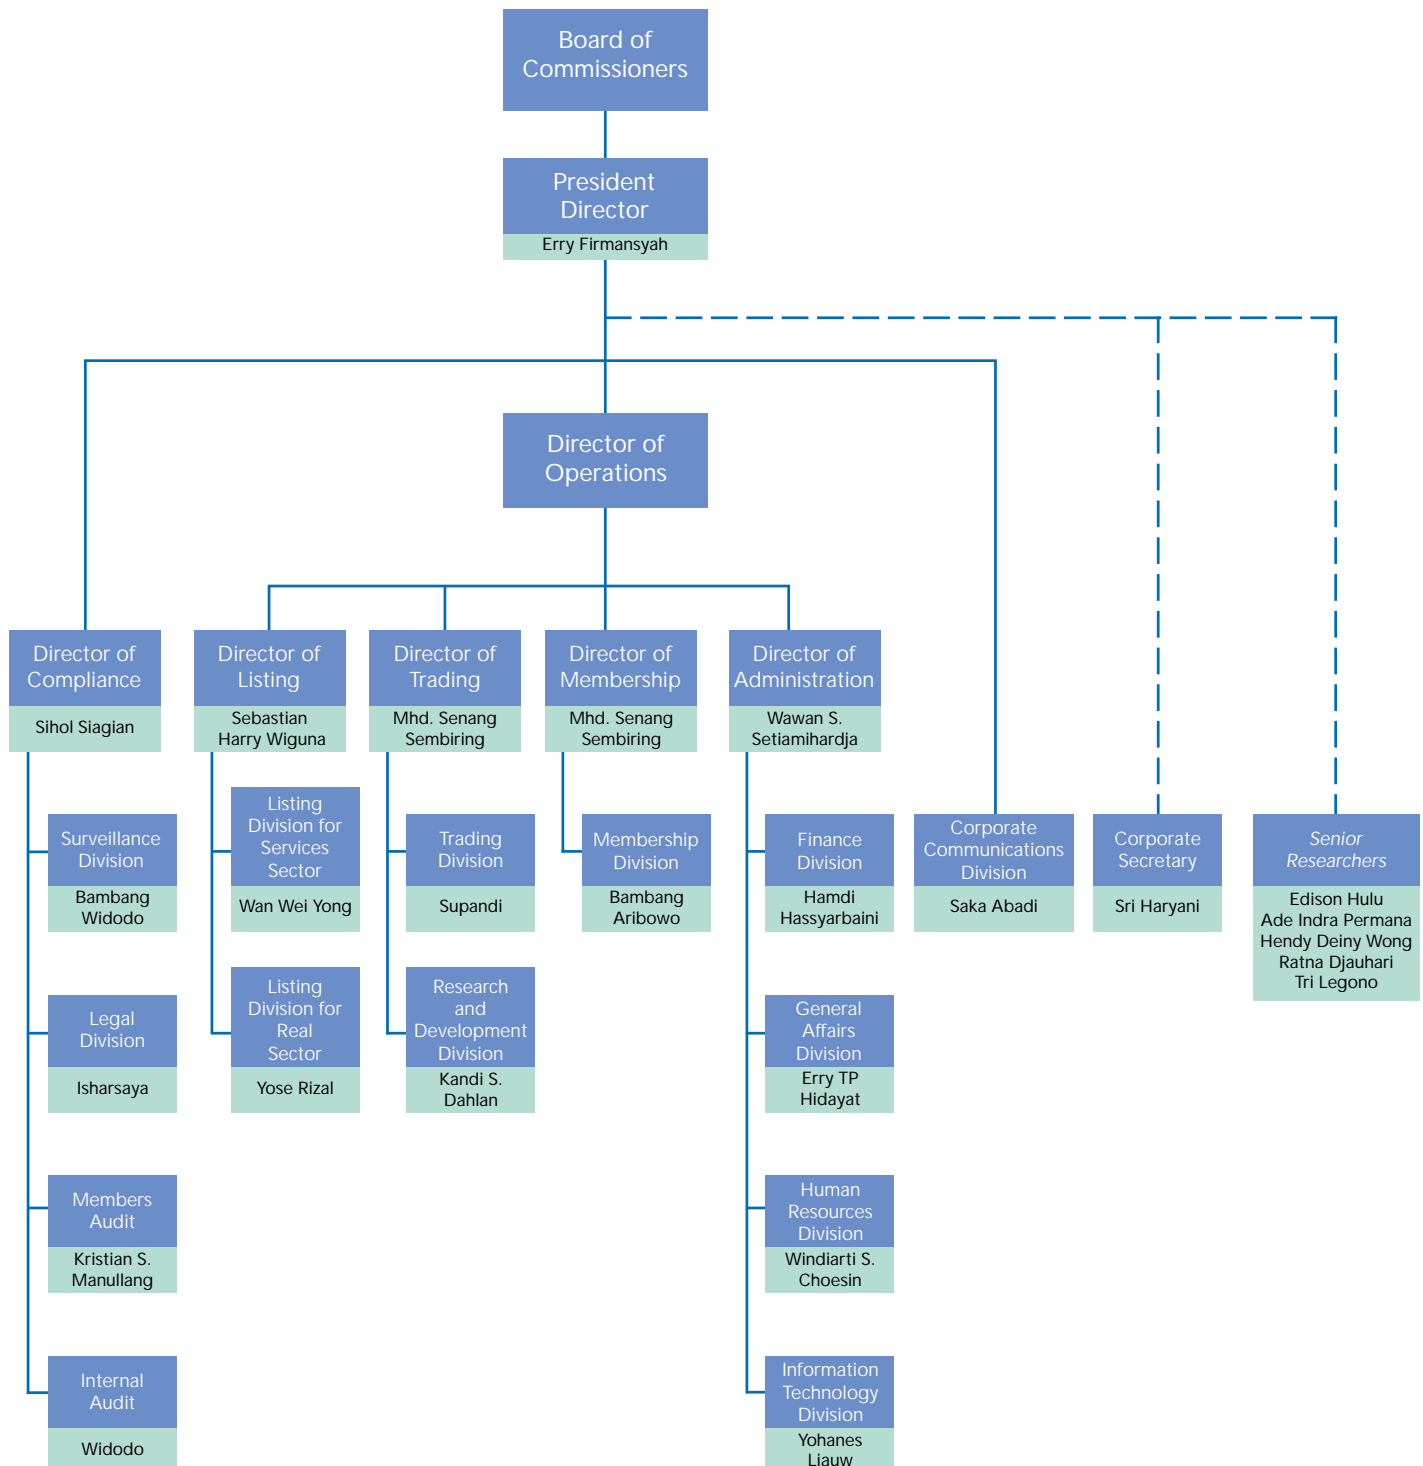 Board of
Commissioners
President
Director
Erry Firmansyah
Director of
Operations
Director of
Compliance
Sihol Siagian
Director of
Listing
Sebastian
Harry Wiguna
Director of
Trading
Mhd. Senang
Sembiring
Director of
Membership
Mhd. Senang
Sembiring
Director of
Administration
Wawan S.
Setiamihardja
Surveillance
Division
Bambang
Widodo
Listing
Division for
Services
Sector
Wan Wei Yong
Trading
Division
Supandi
Membership
Division
Bambang
Aribowo
Finance
Division
Hamdi
Hassyarbaini
Corporate
Communications
Division
Saka Abadi
Corporate
Secretary
Sri Haryani
Senior
Researchers
Edison Hulu
Ade Indra Permana
Hendy Deiny Wong
Ratna Djauhari
Tri Legono
Legal
Division
Isharsaya
Listing
Division for
Real
Sector
Yose Rizal
Research
and
Development
Division
Kandi S.
Dahlan
General
Affairs
Division
Erry TP
Hidayat
Members
Audit
Kristian S.
Manullang
Human
Resources
Division
Windiarti S.
Choesin
Internal
Audit
Widodo
Information
Technology
Division
Yohanes
Liauw